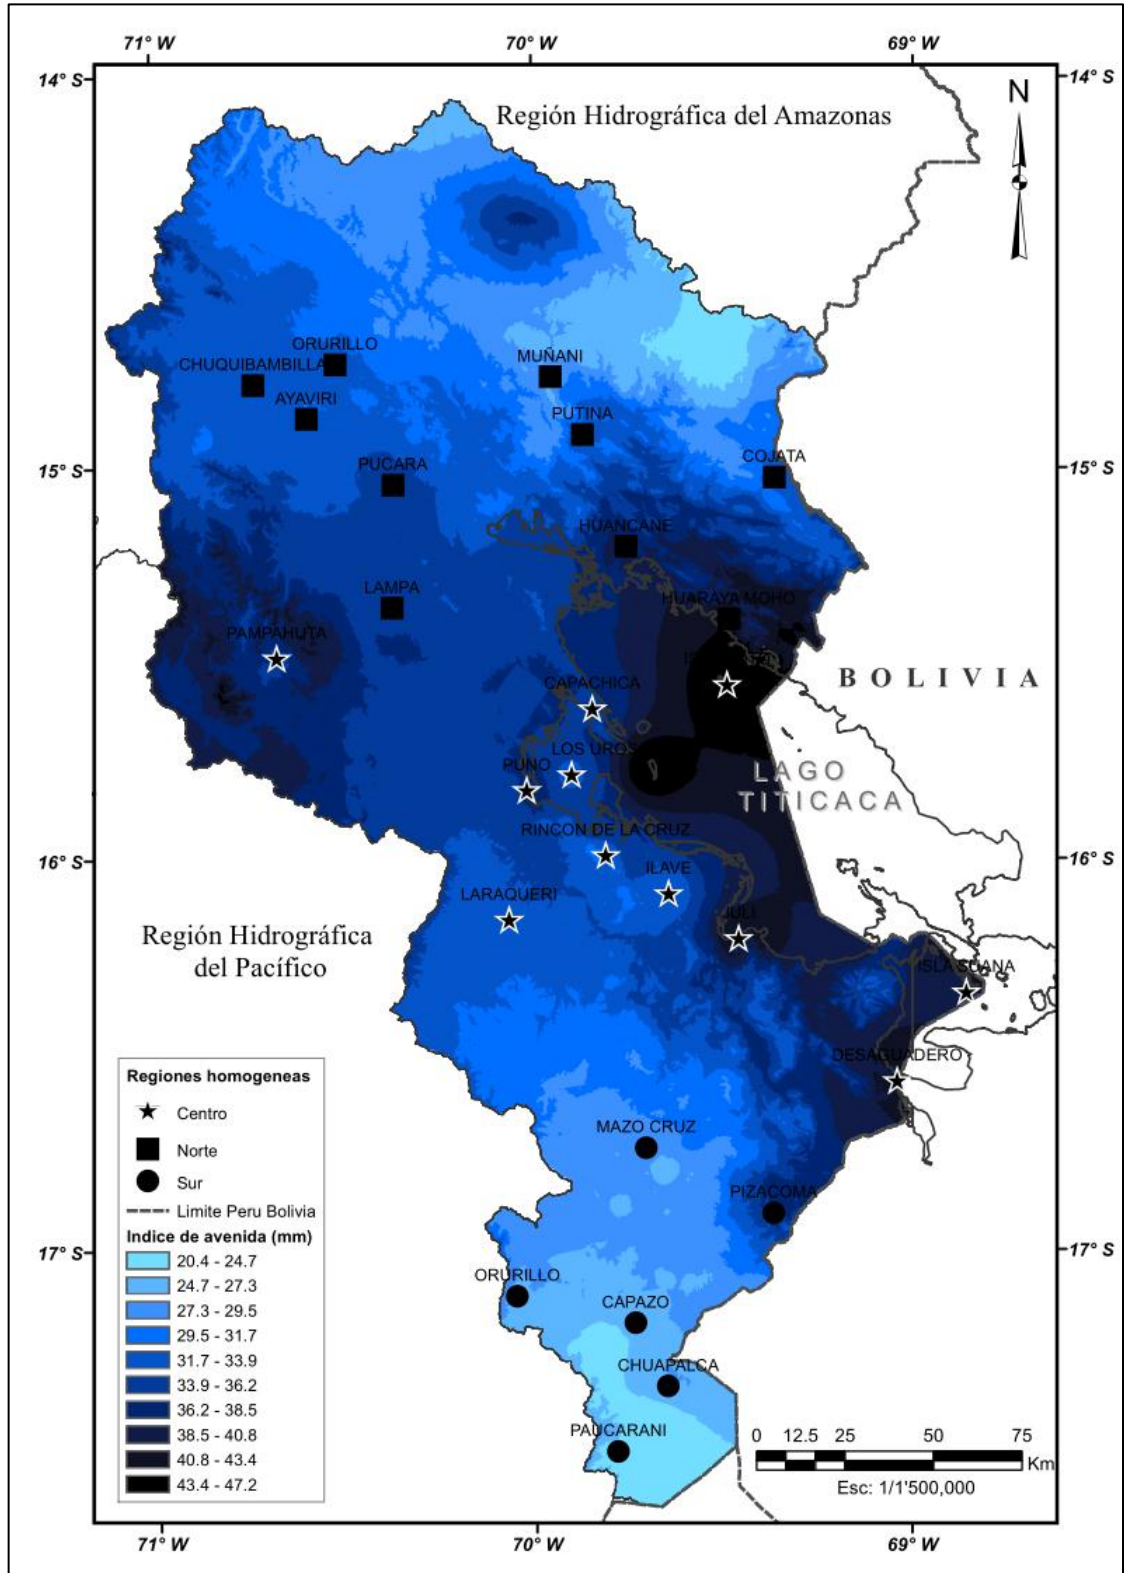 71° W 70° W 69° W
14° S 14° S
Región Hidrográfica del Amazonas
N
ORURILLO
CHUQUIBAMBILLA
AYAVIRI
MUÑANI
PUTINA
15° S 15° S
PUCARA
COJATA
HUANCANE
LAMPA
HUARAYA MOHO
PAMPAHUTA
BOLIVIA
CAPACHICA
LOS UROS
PUNO
LAGO
TITICACA
RINCON DE LA CRUZ
16° S 16° S
ILAVE
LARAQUERI
JULI
Región Hidrográfica
del Pacífico
ISLA SUANA
DESAGUADERO
MAZO CRUZ
PIZACOMA
17° S 17° S
ORURILLO
CAPAZO
CHUAPALCA
PAUCARANI
Regiones homogeneas
Centro
Norte
Sur
Limite Peru Bolivia
Indice de avenida (mm)
20.4 - 24.7
24.7 - 27.3
27.3 - 29.5
29.5 - 31.7
31.7 - 33.9
33.9 - 36.2
36.2 - 38.5
38.5 - 40.8
40.8 - 43.4
43.4 - 47.2
0 12.5 25 50 75
Km
Esc: 1/1'500,000
71° W 70° W 69° W